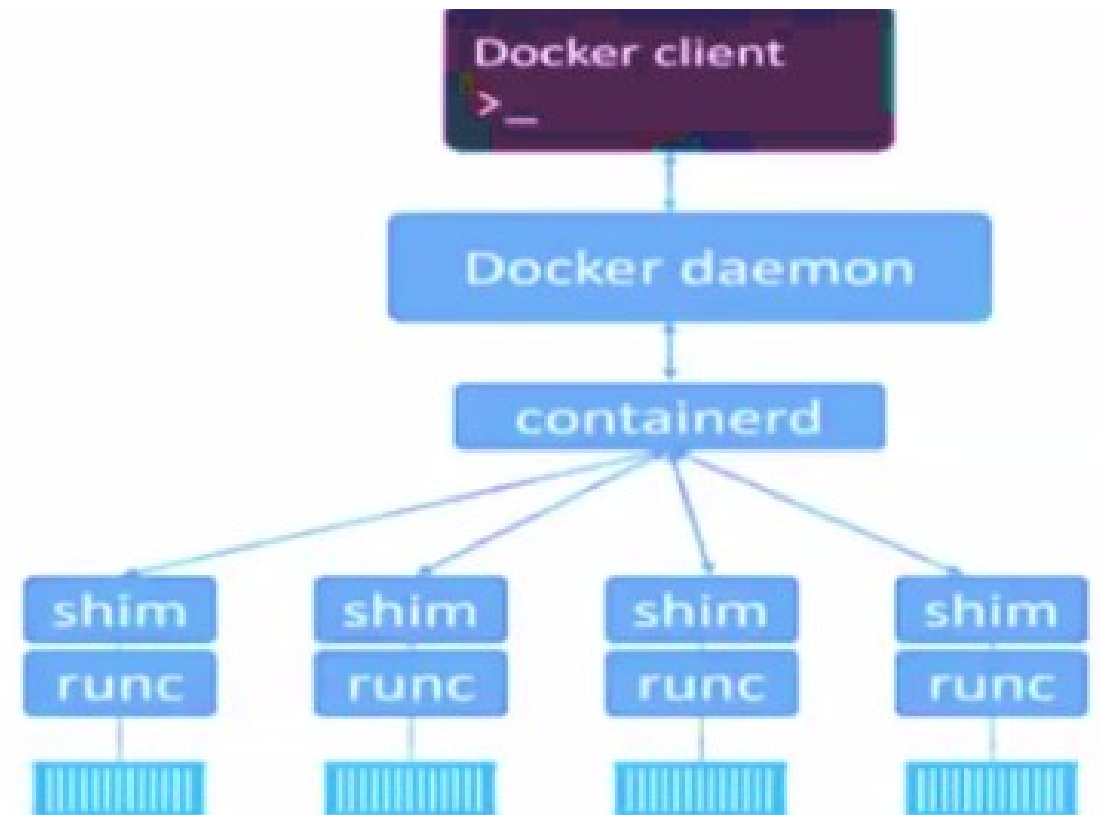 Docker client
>_
Docker daemon
containerd
shim shim shim shim
runc runc runc runc